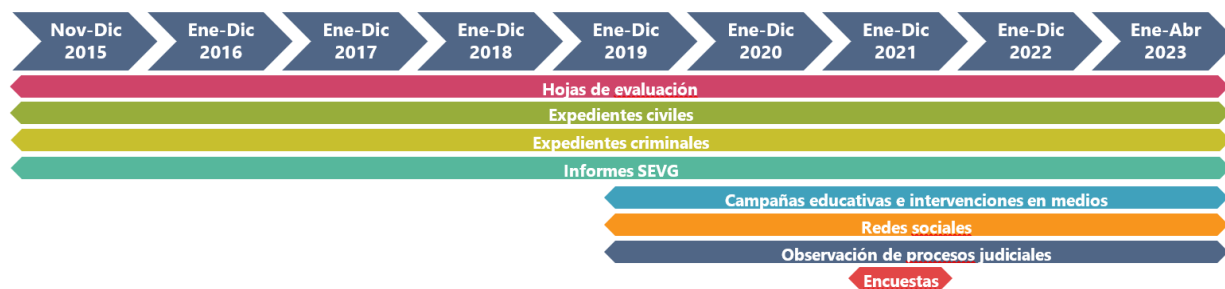 Nov-Dic
2015
Ene-Dic
2016
Ene-Dic
2017
Ene-Dic
2018
Ene-Dic
2019
Ene-Dic
2020
Ene-Dic
2021
Ene-Dic
2022
Ene-Abr
2023
Hojas de evaluación
Expedientes civiles
Expedientes criminales
Informes SEVG
Campañas educativas e intervenciones en medios
Redes sociales
Observación de procesos judiciales
Encuestas